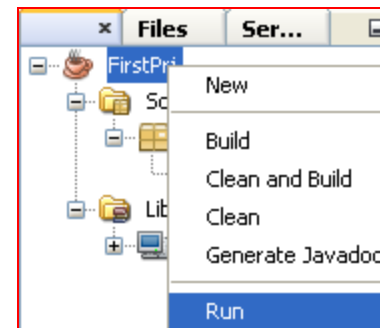 Files Ser...
FirstPri
New
Build
Clean and Build
Clean
Generate Javadoc
Run